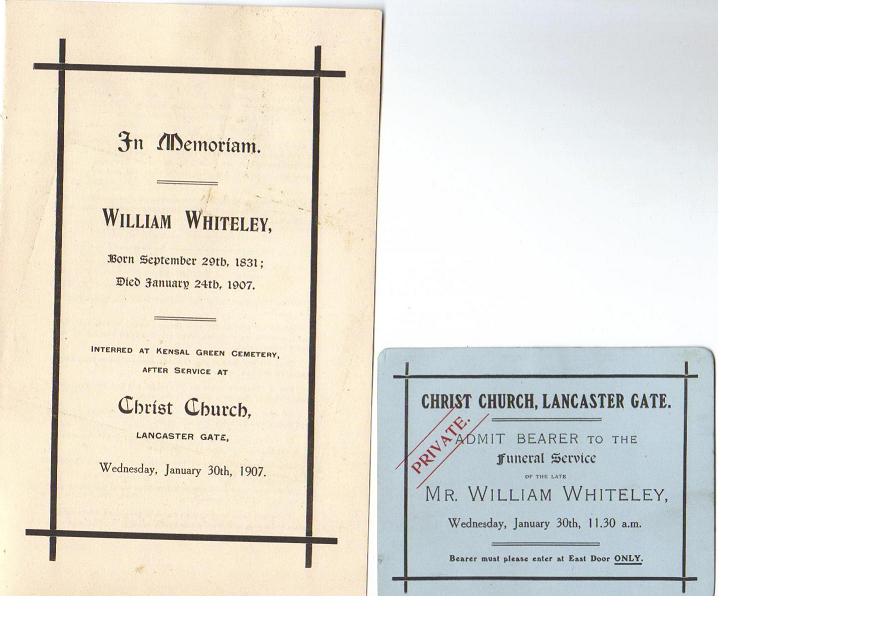 In Memoriam.
WILLIAM WHITELEY,
Born September 29th, 1831;
Died January 24th, 1907.
INTERRED AT KENSAL GREEN CEMETERY,
AFTER SERVICE AT
Christ Church,
LANCASTER GATE,
Wednesday, January 30th, 1907.
CHRIST CHURCH, LANCASTER GATE.
PRIVATE.
ADMIT BEARER TO THE
Funeral Service
OF THE LATE
MR. WILLIAM WHITELEY,
Wednesday, January 30th, 11.30 a.m.
Bearer must please enter at East Door ONLY.